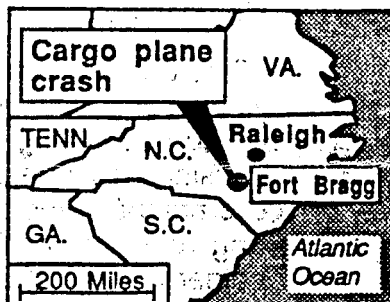 Cargo plane
crash
VA.
TENN
N.C.
Raleigh
Fort Bragg
GA.
S.C.
Atlantic
Ocean
200 Miles